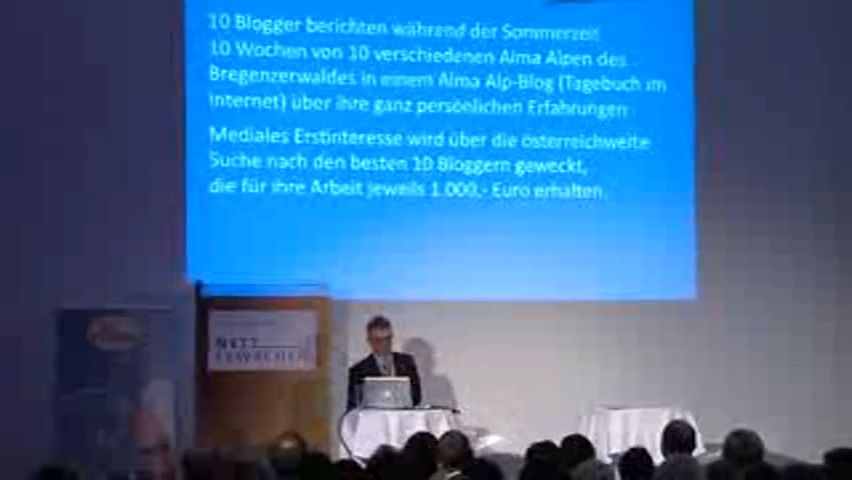 10 Blogger berichten während der Sommerzeit
10 Wochen von 10 verschiedenen Alma Alpen des
Bregenzerwaldes in einem Alma Alp-Blog (Tagebuch im
Internet) über ihre ganz persönlichen Erfahrungen
Mediales Erstinteresse wird über die österreichweite
Suche nach den besten 10 Bloggern geweckt,
die für ihre Arbeit jeweils 1.000,- Euro erhalten.